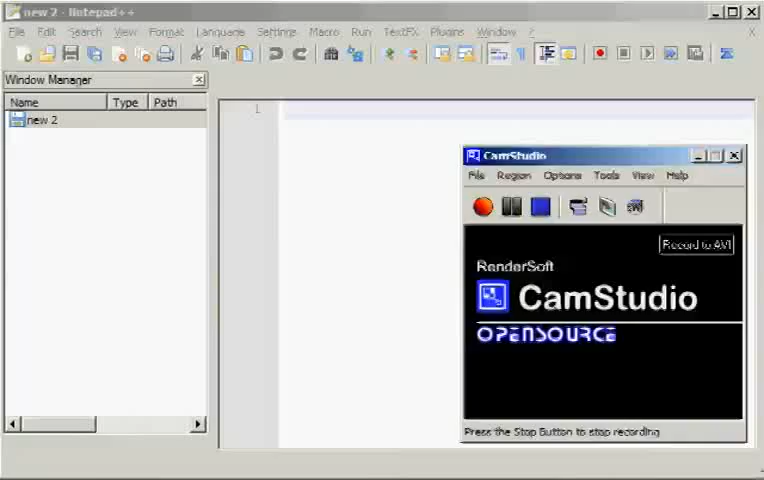 new 2 - Notepad++
File Edit Search View Format Language Settings Macro Run TextFX Plugins Window ? X
Window Manager
Name Type Path
new 2
1
CamStudio
File Region Options Tools View Help
Record to AVI
RenderSoft
CamStudio
OPENSOURCE
Press the Stop Button to stop recording